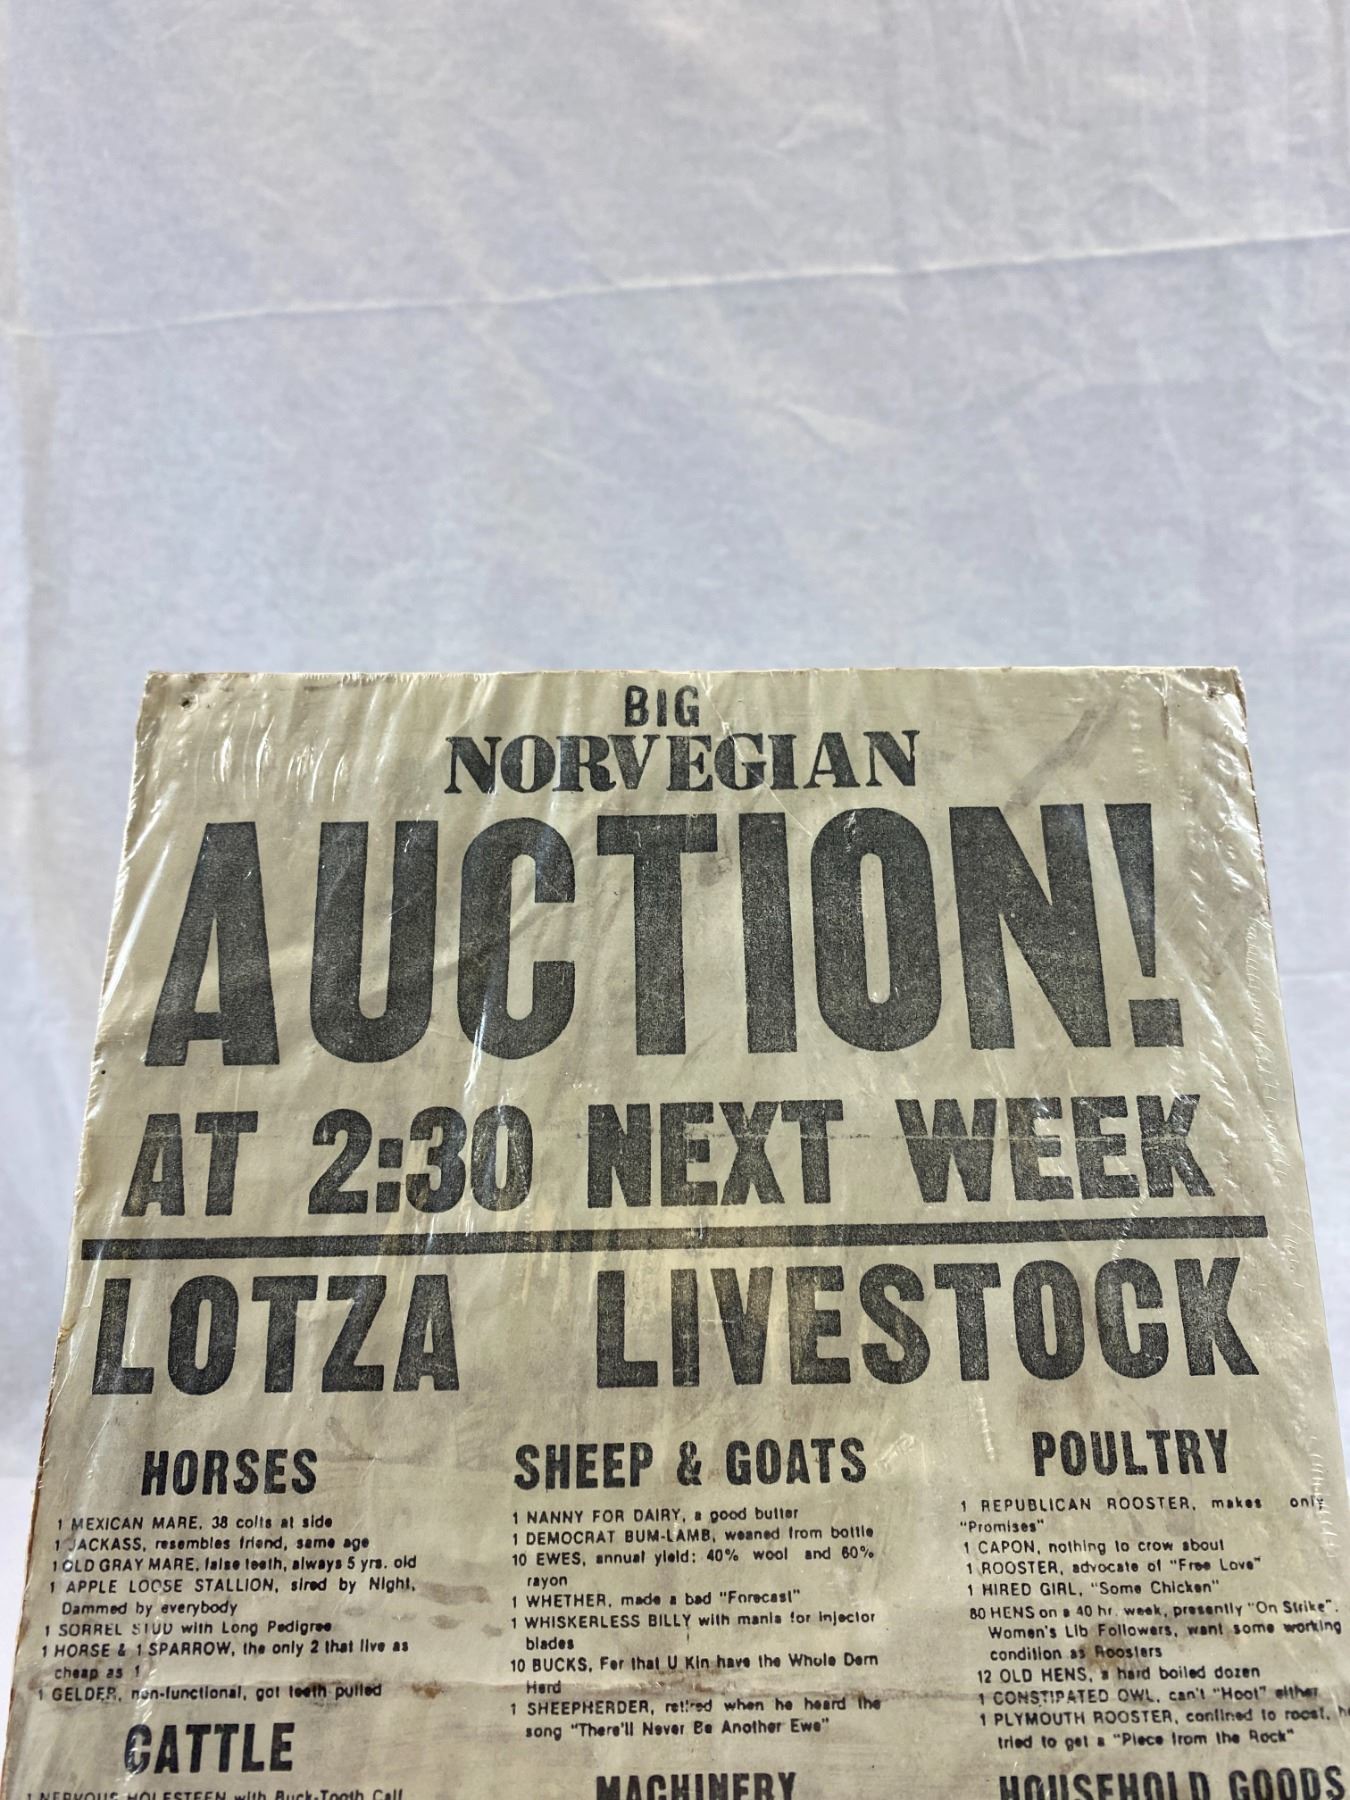 BIG
NORVEGIAN
AUCTION!
AT 2:30 NEXT WEEK
LOTZA LIVESTOCK
HORSES
1 MEXICAN MARE, 38 colts at side
1 JACKASS, resembles friend, same age
1 OLD GRAY MARE, false teeth, always 5 yrs. old
1 APPLE LOOSE STALLION, sired by Night,
Dammed by everybody
1 SORREL STUD with Long Pedigree
1 HORSE & 1 SPARROW, the only 2 that live as
cheap as 1
1 GELDER, non-functional, got teeth pulled
CATTLE
1 NERVOUS HOLESTEEN with Buck-Tooth Calf
SHEEP & GOATS
1 NANNY FOR DAIRY, a good butter
1 DEMOCRAT BUM-LAMB, weaned from bottle
10 EWES, annual yield: 40% wool and 60%
rayon
1 WHETHER, made a bad "Forecast"
1 WHISKERLESS BILLY with mania for injector
blades
10 BUCKS, Fer that U Kin have the Whole Dern
Herd
1 SHEEPHERDER, retired when he heard the
song "There'll Never Be Another Ewe"
MACHINERY
POULTRY
1 REPUBLICAN ROOSTER, makes only
"Promises"
1 CAPON, nothing to crow about
1 ROOSTER, advocate of "Free Love"
1 HIRED GIRL, "Some Chicken"
80 HENS on a 40 hr. week, presently "On Strike".
Women's Lib Followers, want some working
condition as Roosters
12 OLD HENS, a hard boiled dozen
1 CONSTIPATED OWL, can't "Hoot" either
1 PLYMOUTH ROOSTER, confined to roost,
tried to get a "Piece from the Rock"
HOUSEHOLD GOODS